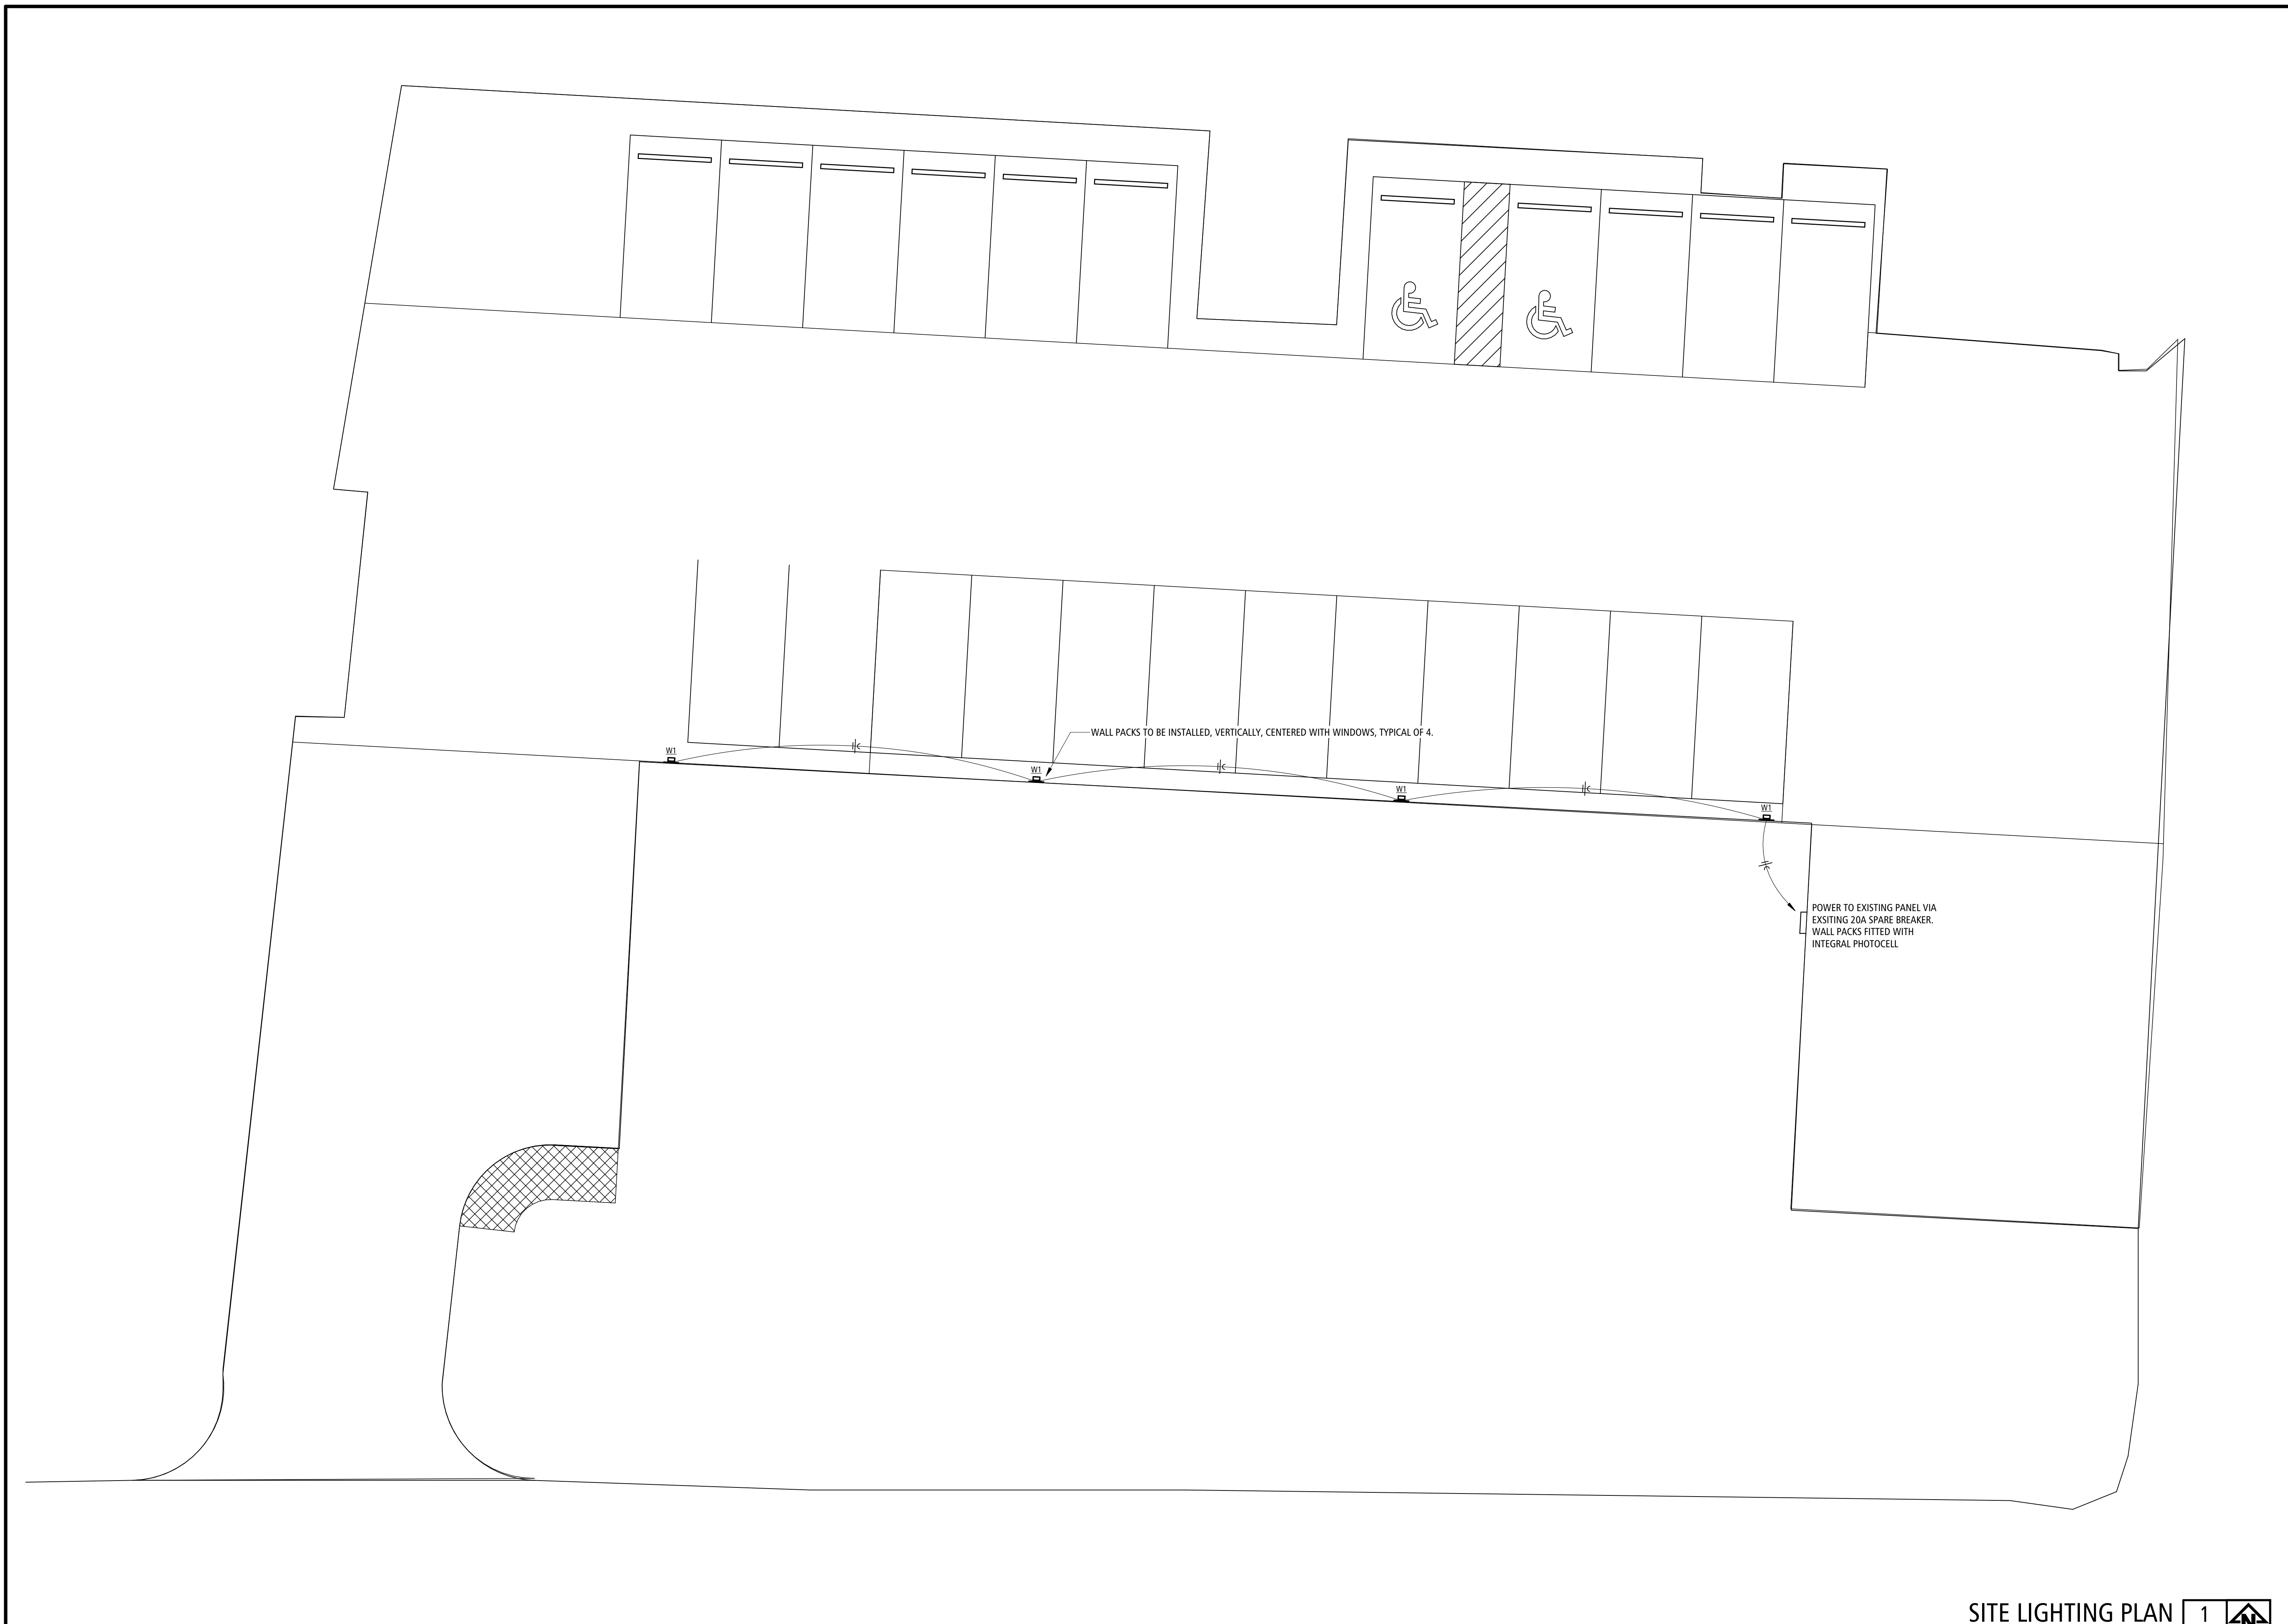 WALL PACKS TO BE INSTALLED, VERTICALLY, CENTERED WITH WINDOWS, TYPICAL OF 4.
W1
W1
W1
W1
POWER TO EXISTING PANEL VIA
EXSITING 20A SPARE BREAKER.
WALL PACKS FITTED WITH
INTEGRAL PHOTOCELL
SITE LIGHTING PLAN
1
N